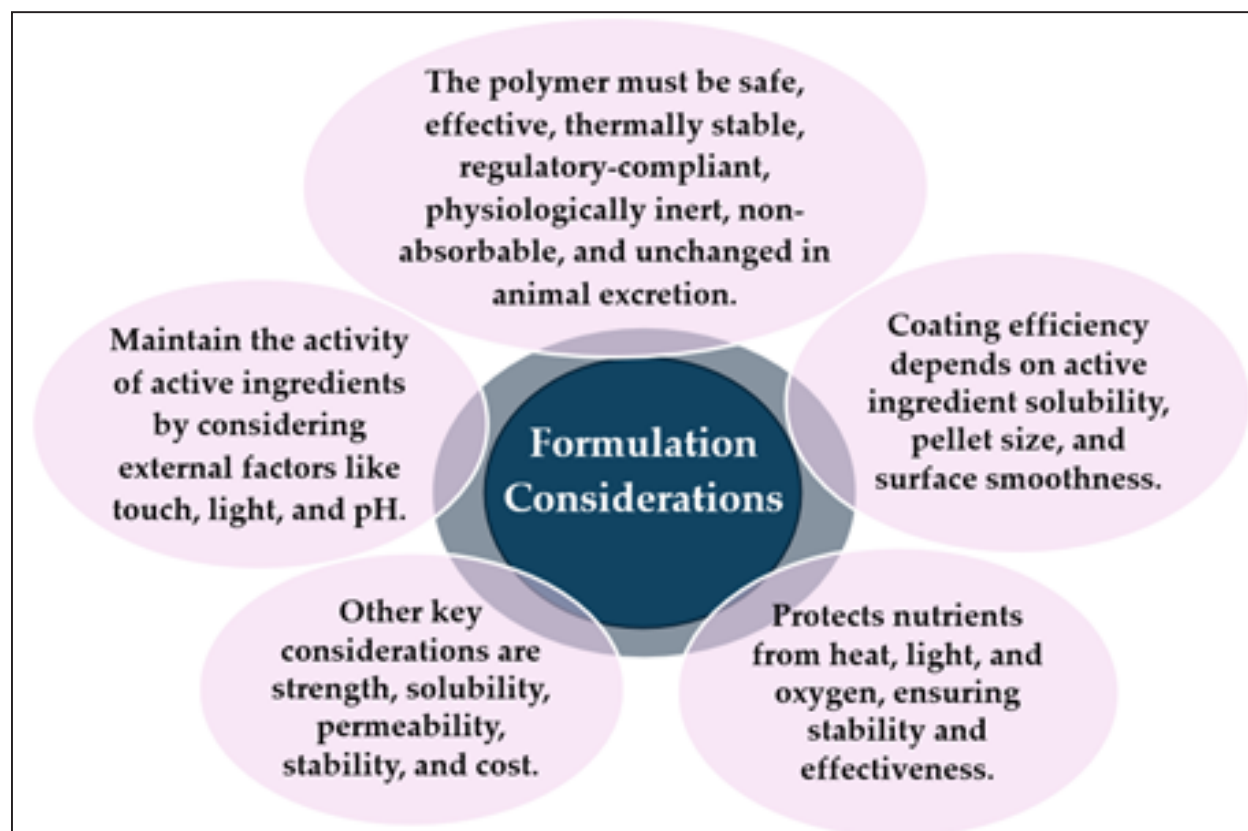 The polymer must be safe,
effective, thermally stable,
regulatory-compliant,
physiologically inert, non-
absorbable, and unchanged in
animal excretion.
Maintain the activity
of active ingredients
by considering
external factors like
touch, light, and pH.
Coating efficiency
depends on active
ingredient solubility,
pellet size, and
surface smoothness.
Formulation
Considerations
Other key
considerations are
strength, solubility,
permeability,
stability, and cost.
Protects nutrients
from heat, light, and
oxygen, ensuring
stability and
effectiveness.